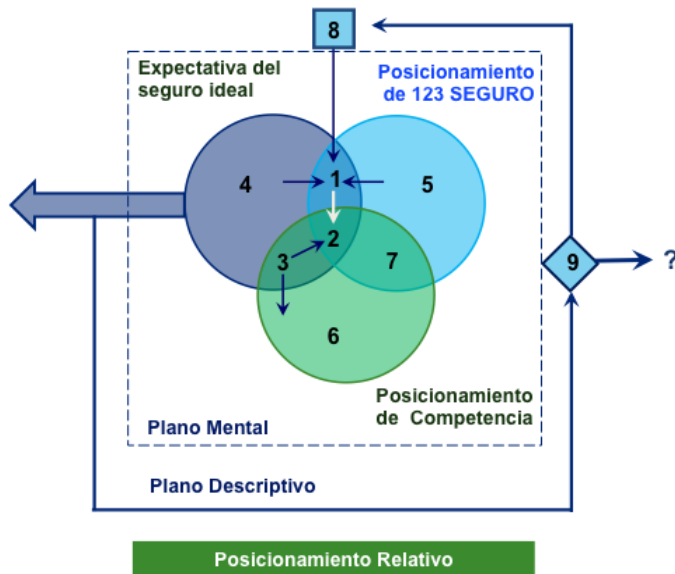 8
Expectativa del
seguro ideal
Posicionamiento
de 123 SEGURO
4
1
5
2
3
7
9
?
6
Posicionamiento
de Competencia
Plano Mental
Plano Descriptivo
Posicionamiento Relativo